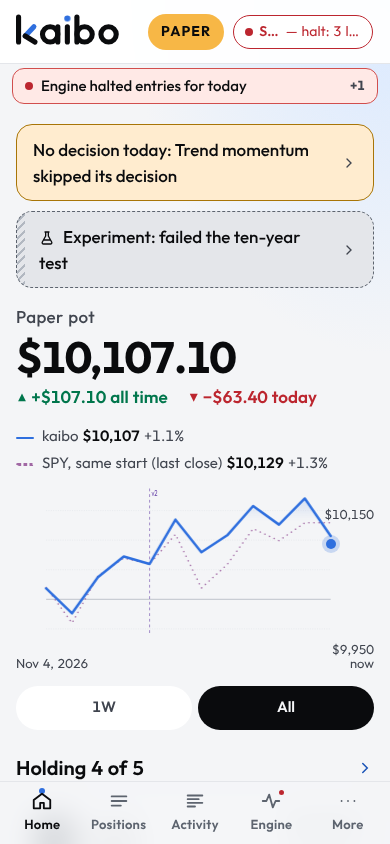 kaibo
PAPER
S... — halt: 3 l...
Engine halted entries for today
+1
No decision today: Trend momentum
skipped its decision
Experiment: failed the ten-year
test
Paper pot
$10,107.10
▲ +$107.10 all time ▼ −$63.40 today
kaibo $10,107 +1.1%
SPY, same start (last close) $10,129 +1.3%
v2
$10,150
$9,950
Nov 4, 2026
now
1W
All
Holding 4 of 5
Home
Positions
Activity
Engine
More